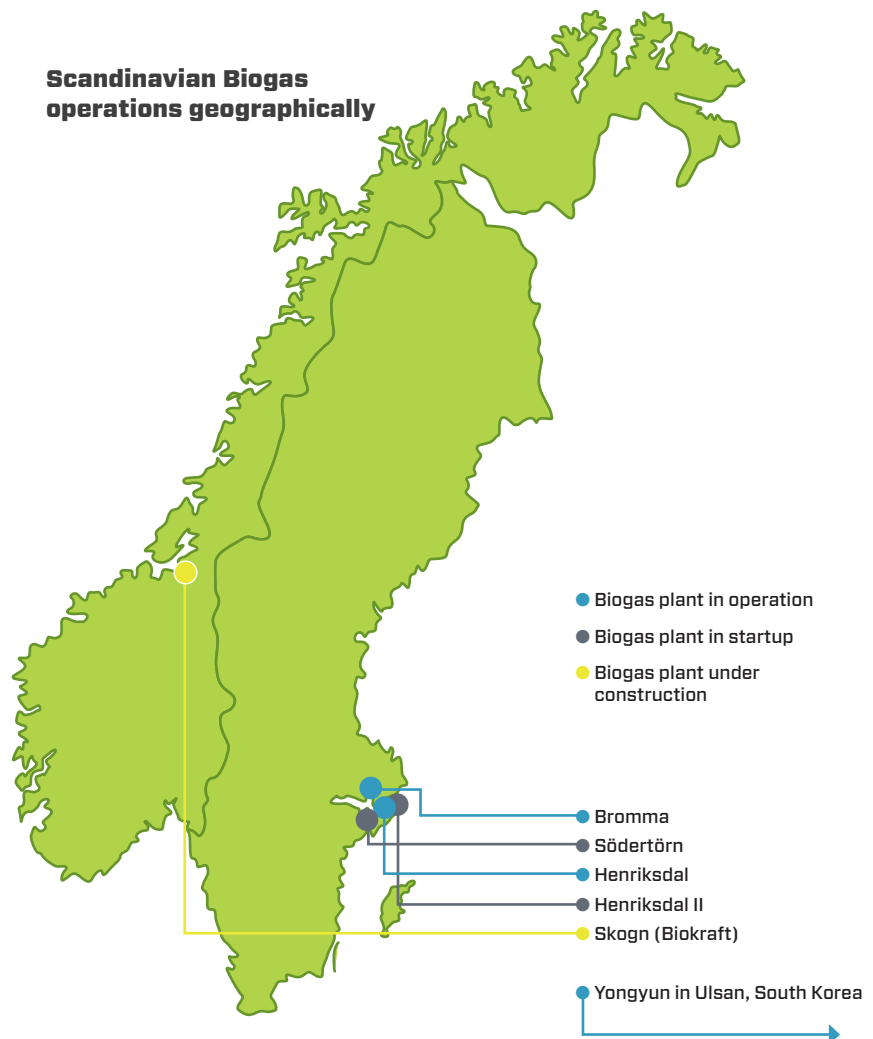 Scandinavian Biogas
operations geographically
Biogas plant in operation
Biogas plant in startup
Biogas plant under
construction
Bromma
Södertörn
Henriksdal
Henriksdal II
Skogn (Biokraft)
Yongyun in Ulsan, South Korea